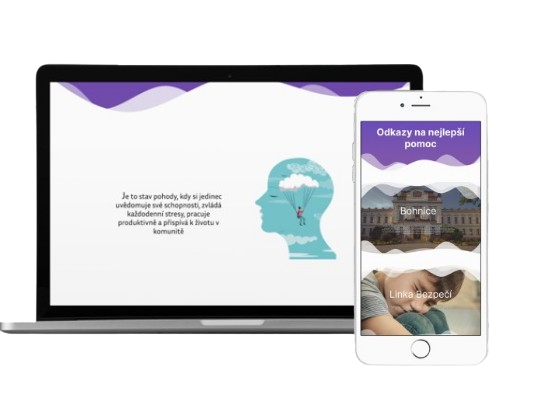 Je to stav pohody, kdy si jedinec
uvědomuje své schopnosti, zvládá
každodenní stresy, pracuje
produktivně a přispívá k životu v
komunitě
Odkazy na nejlepší
pomoc
Bohnice
Linka Bezpečí